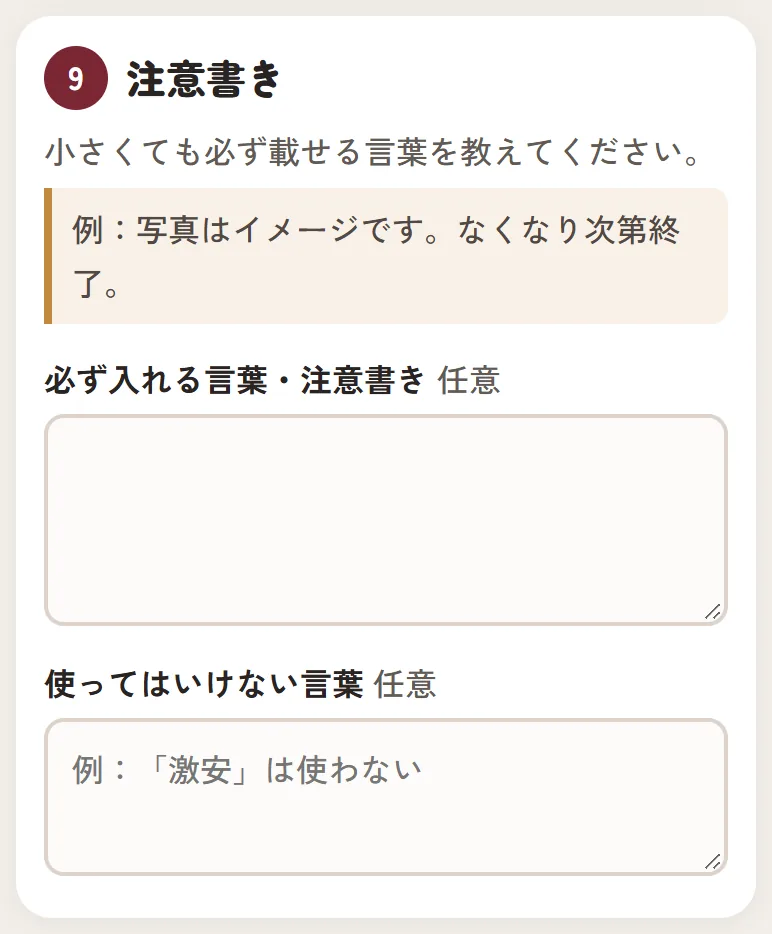 9 注意書き
小さくても必ず載せる言葉を教えてください。
例：写真はイメージです。なくなり次第終
了。
必ず入れる言葉・注意書き 任意
使ってはいけない言葉 任意
例：「激安」は使わない